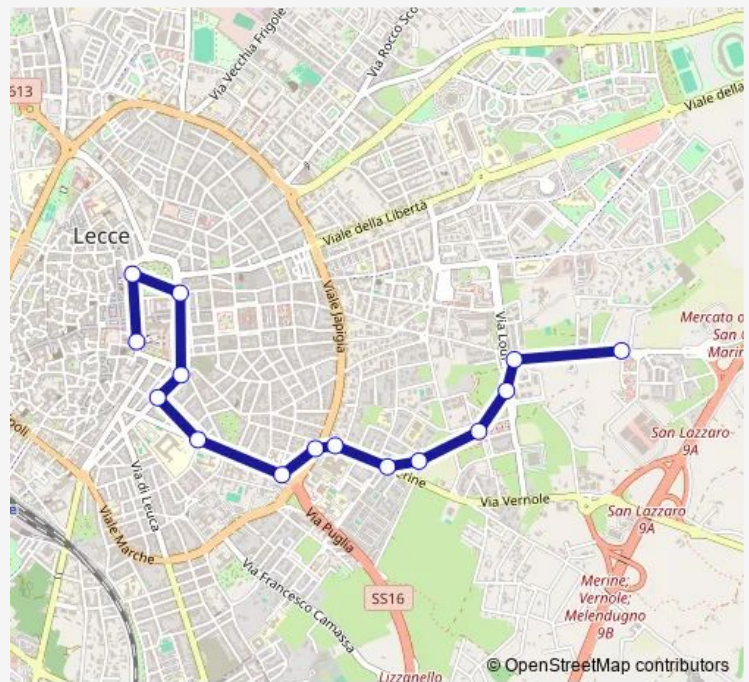 Via Vecchia Frigole
Via Rocco Sco
613
Viale della
Lecce
Viale della Libertà
Viale Japigia
Via Lou
Mercato o
San
Marin
San Lazzaro
9A
Via di Leuca
Via Vernole
San Lazzaro
9A
Viale Marche
Via Puglia
Via Francesco Camassa
SS16
Merine;
Vernole;
Melendugno
9B
Lizzanello
© OpenStreetMap contributors